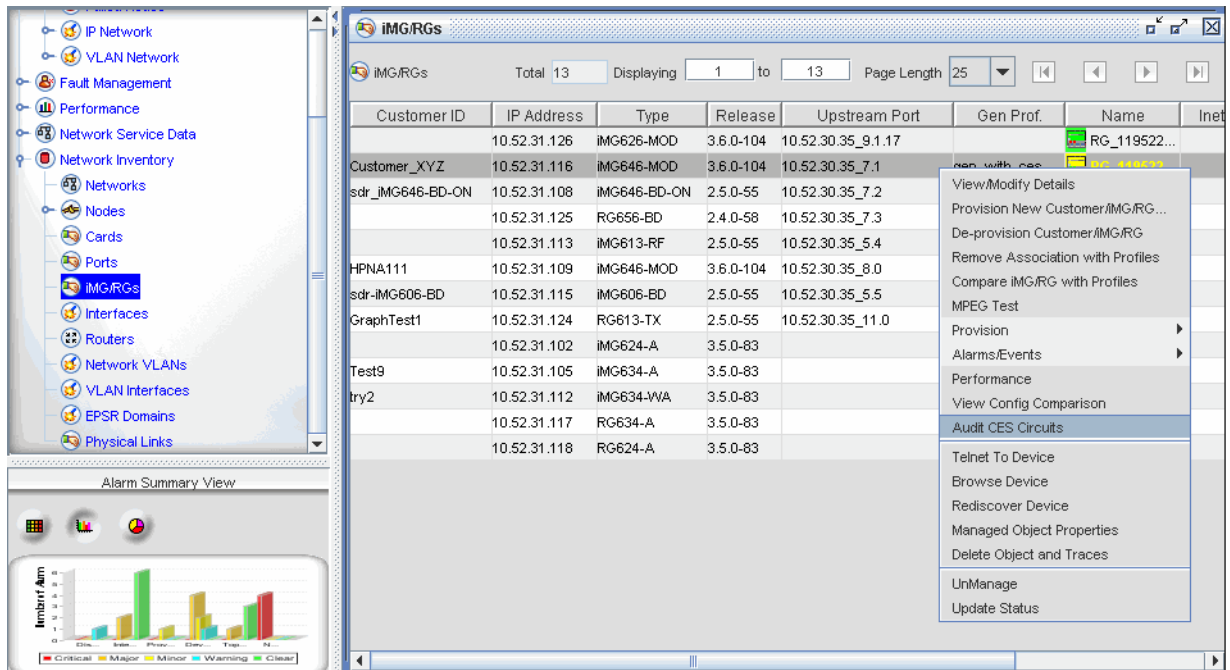 IP Network
VLAN Network
Fault Management
Performance
Network Service Data
Network Inventory
Networks
Nodes
Cards
Ports
iMG/RGs
Interfaces
Routers
Network VLANs
VLAN Interfaces
EPSR Domains
Physical Links
Alarm Summary View
6
5
4
3
2
1
0
Dis... Inte... Prov... Dev... Top... N...
Critical Major Minor Warning Clear
iMG/RGs
iMG/RGs Total 13 Displaying 1 to 13 Page Length 25
Customer ID IP Address Type Release Upstream Port Gen Prof. Name Inet
10.52.31.126 iMG626-MOD 3.6.0-104 10.52.30.35_9.1.17 RG_119522...
Customer_XYZ 10.52.31.116 iMG646-MOD 3.6.0-104 10.52.30.35_7.1 gen_with_ces RG_119522
sdr_iMG646-BD-ON 10.52.31.108 iMG646-BD-ON 2.5.0-55 10.52.30.35_7.2
10.52.31.125 RG656-BD 2.4.0-58 10.52.30.35_7.3
10.52.31.113 iMG613-RF 2.5.0-55 10.52.30.35_5.4
HPNA111 10.52.31.109 iMG646-MOD 3.6.0-104 10.52.30.35_8.0
sdr-iMG606-BD 10.52.31.115 iMG606-BD 2.5.0-55 10.52.30.35_5.5
GraphTest1 10.52.31.124 RG613-TX 2.5.0-55 10.52.30.35_11.0
10.52.31.102 iMG624-A 3.5.0-83
Test9 10.52.31.105 iMG634-A 3.5.0-83
try2 10.52.31.112 iMG634-WA 3.5.0-83
10.52.31.117 RG634-A 3.5.0-83
10.52.31.118 RG624-A 3.5.0-83
View/Modify Details
Provision New Customer/iMG/RG...
De-provision Customer/iMG/RG
Remove Association with Profiles
Compare iMG/RG with Profiles
MPEG Test
Provision
Alarms/Events
Performance
View Config Comparison
Audit CES Circuits
Telnet To Device
Browse Device
Rediscover Device
Managed Object Properties
Delete Object and Traces
UnManage
Update Status